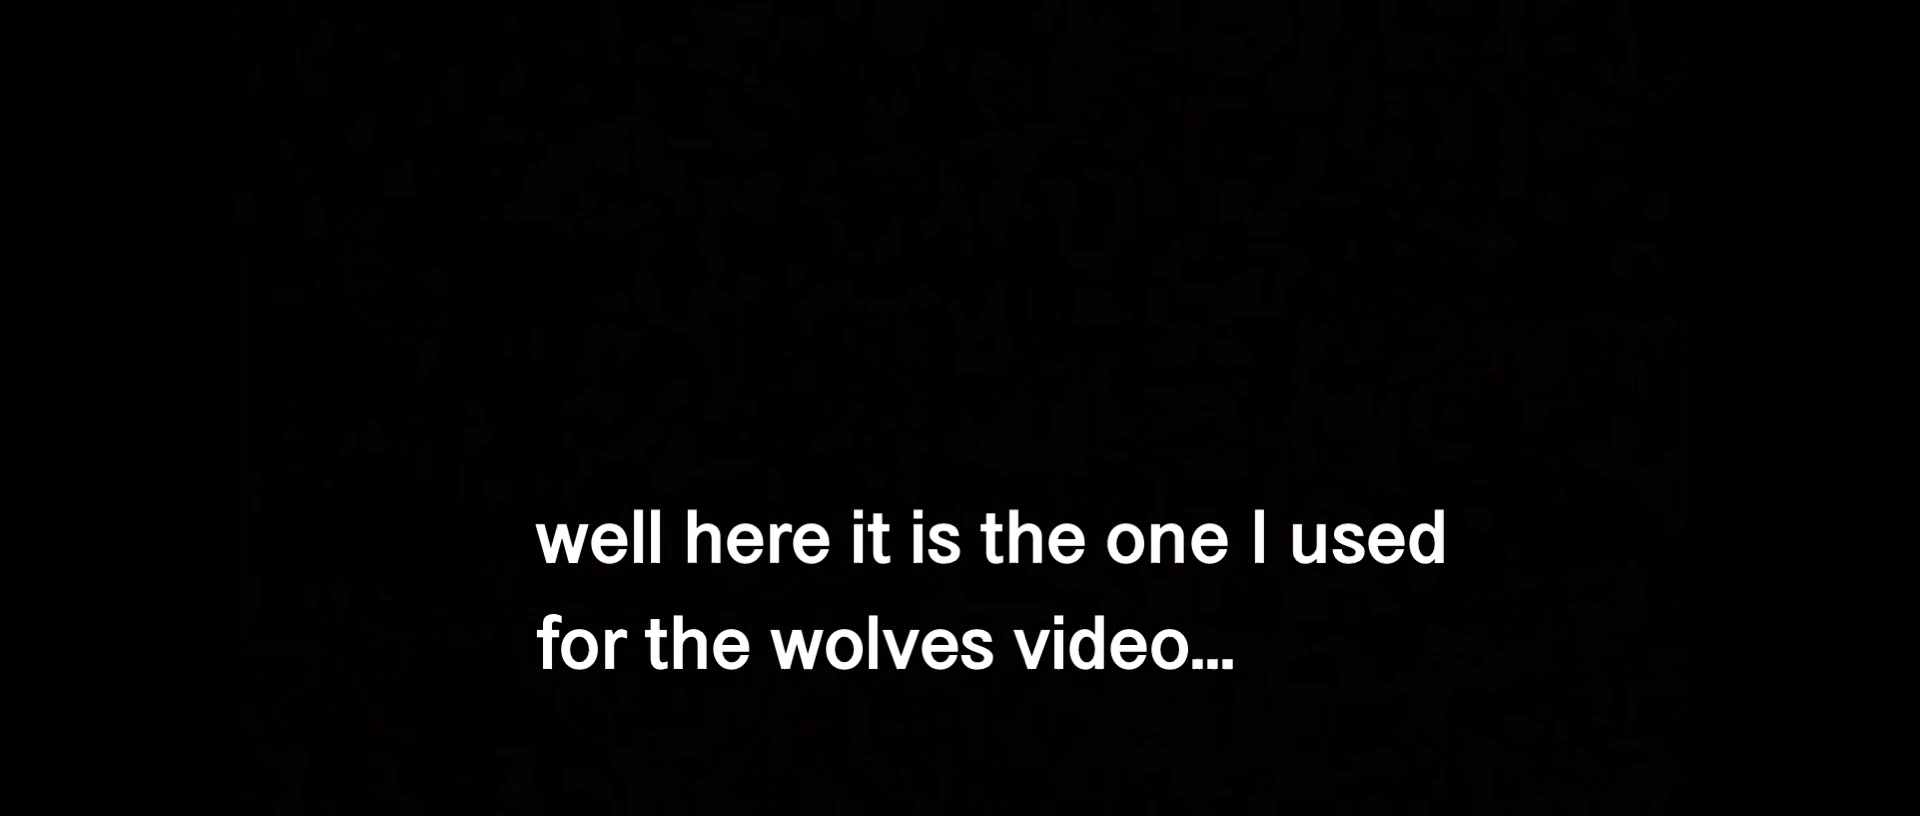 well here it is the one I used
for the wolves video...